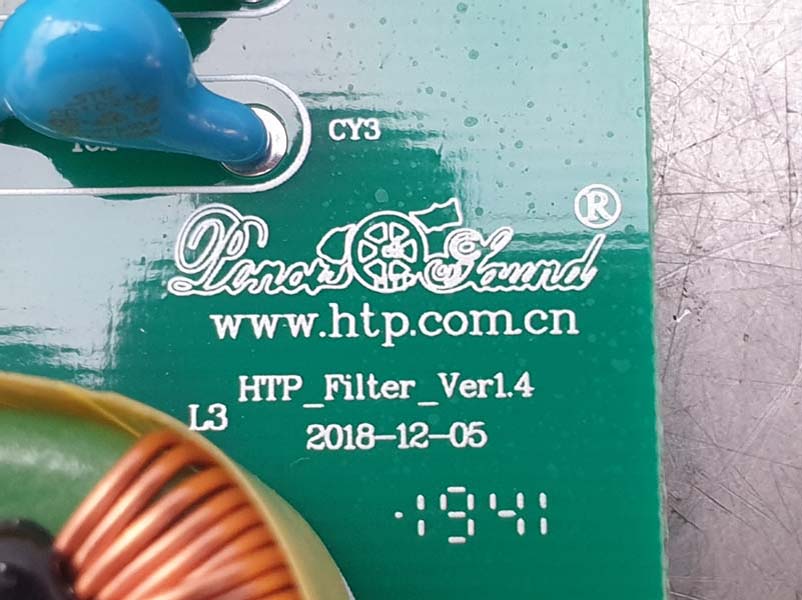 CY3
®
www.htp.com.cn
HTP_Filter_Ver1.4
L3
2018-12-05
1941